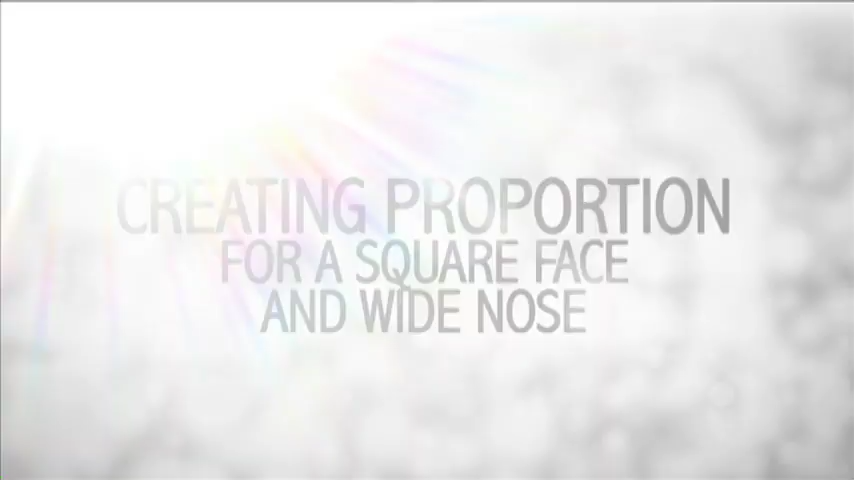 CREATING PROPORTION
FOR A SQUARE FACE
AND WIDE NOSE